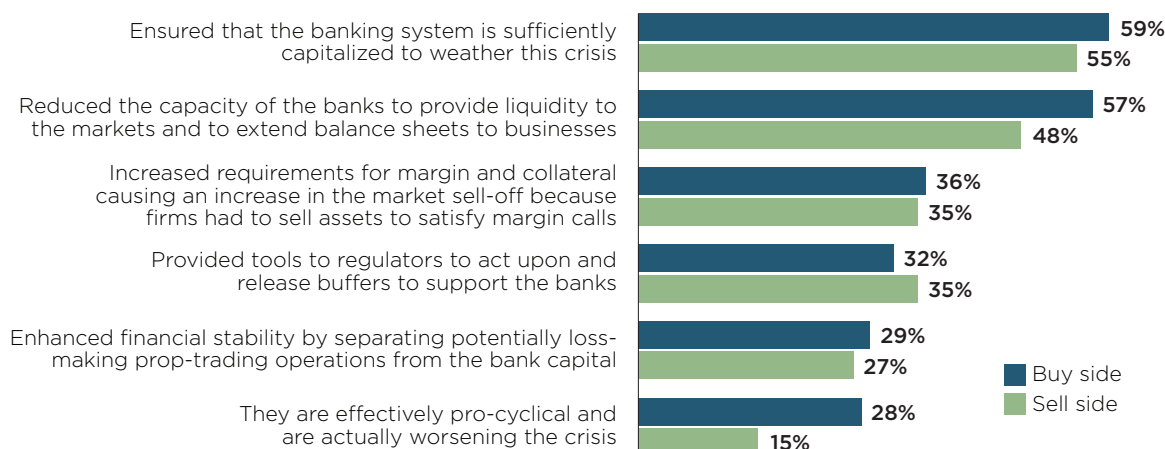 Ensured that the banking system is sufficiently
capitalized to weather this crisis
59%
55%
Reduced the capacity of the banks to provide liquidity to
the markets and to extend balance sheets to businesses
57%
48%
Increased requirements for margin and collateral
causing an increase in the market sell-off because
firms had to sell assets to satisfy margin calls
36%
35%
Provided tools to regulators to act upon and
release buffers to support the banks
32%
35%
Enhanced financial stability by separating potentially loss-
making prop-trading operations from the bank capital
29%
27%
They are effectively pro-cyclical and
are actually worsening the crisis
28%
15%
Buy side
Sell side